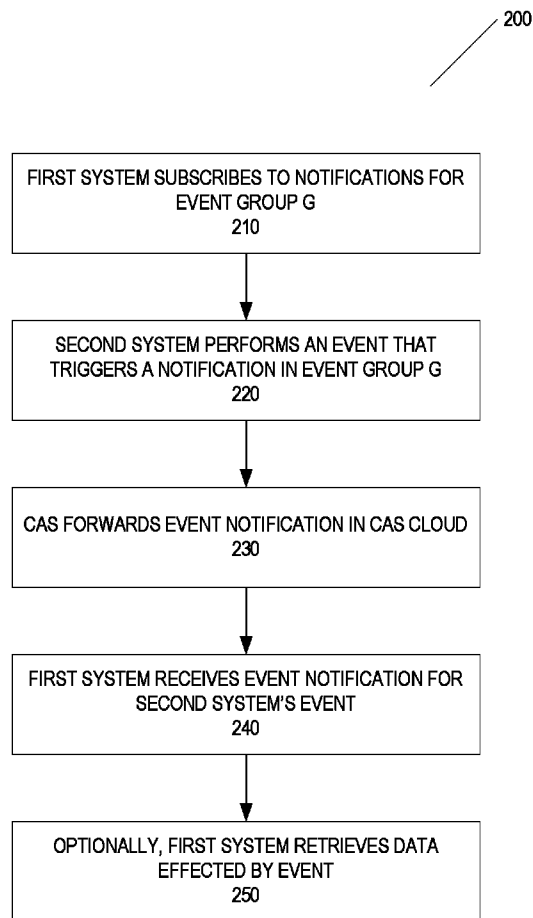 200
FIRST SYSTEM SUBSCRIBES TO NOTIFICATIONS FOR
EVENT GROUP G
210
SECOND SYSTEM PERFORMS AN EVENT THAT
TRIGGERS A NOTIFICATION IN EVENT GROUP G
220
CAS FORWARDS EVENT NOTIFICATION IN CAS CLOUD
230
FIRST SYSTEM RECEIVES EVENT NOTIFICATION FOR
SECOND SYSTEM'S EVENT
240
OPTIONALLY, FIRST SYSTEM RETRIEVES DATA
EFFECTED BY EVENT
250